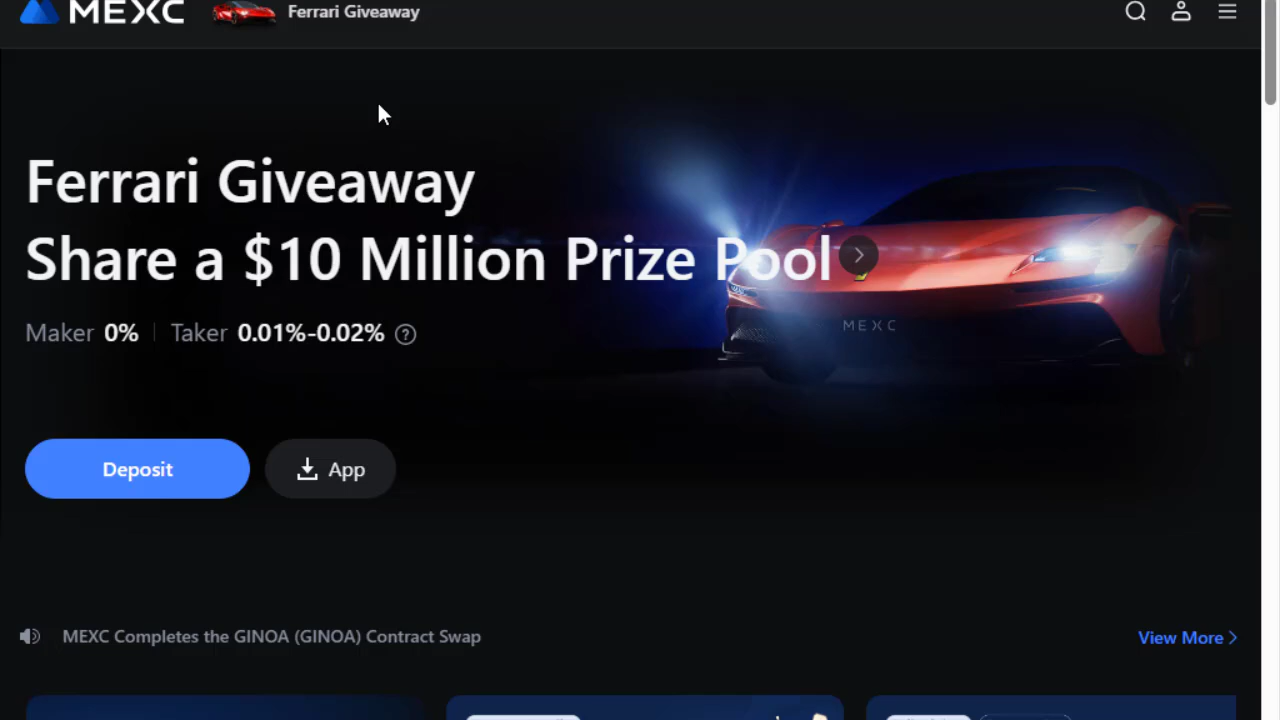 MEXC Ferrari Giveaway
Ferrari Giveaway
Share a $10 Million Prize Pool
Maker 0% Taker 0.01%-0.02% ?
MEXC
Deposit App
MEXC Completes the GINOA (GINOA) Contract Swap View More